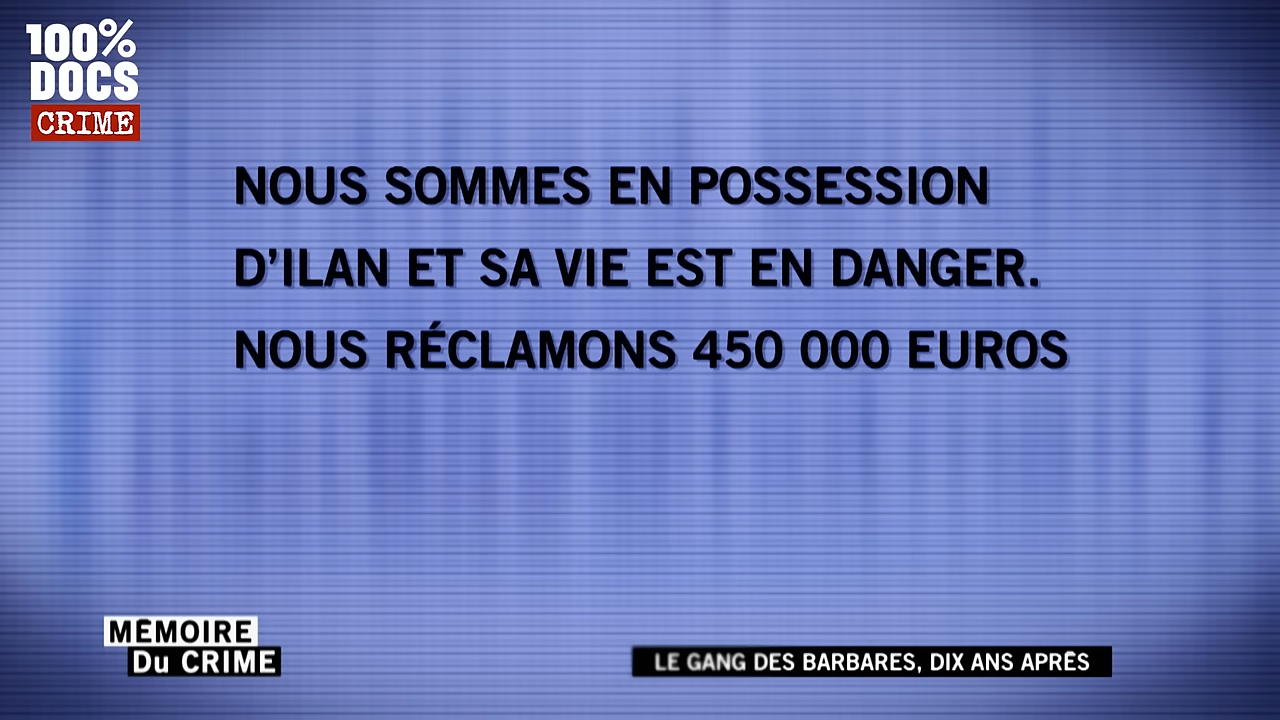 100%
DOCS
CRIME
NOUS SOMMES EN POSSESSION
D'ILAN ET SA VIE EST EN DANGER.
NOUS RÉCLAMONS 450 000 EUROS
MÉMOIRE
Du CRIME
LE GANG DES BARBARES, DIX ANS APRÈS